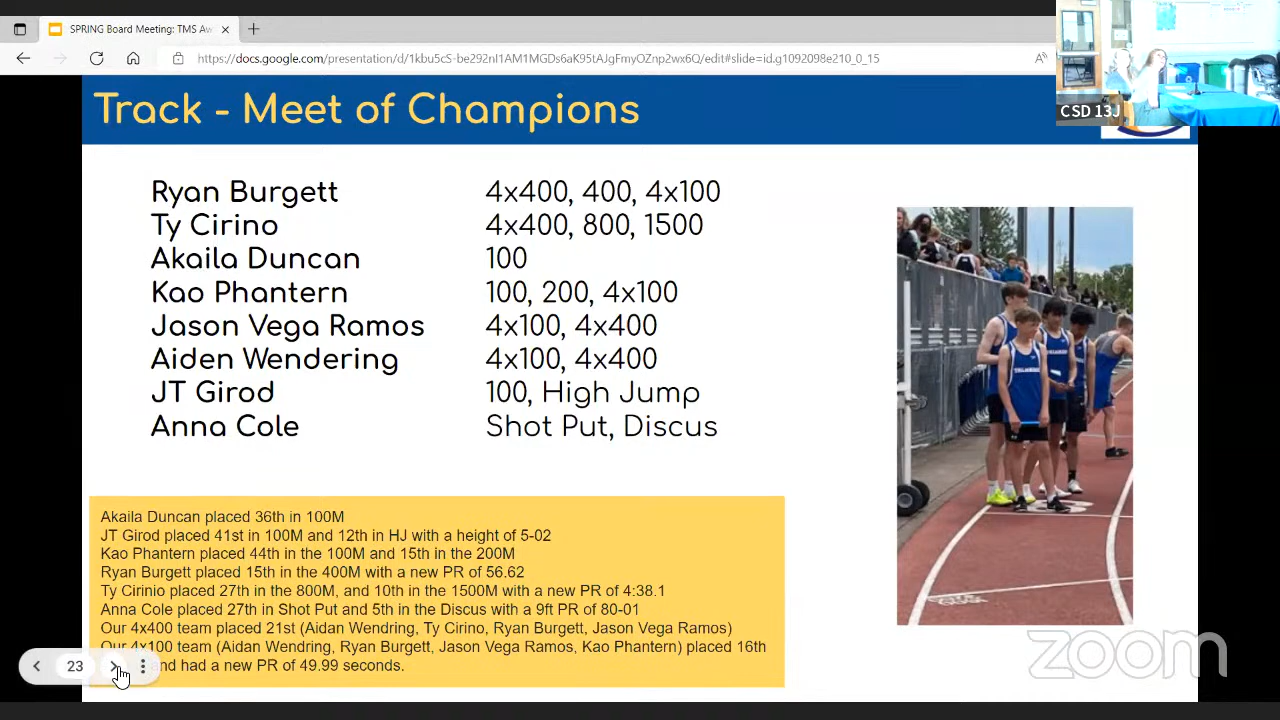 SPRING Board Meeting: TMS Aw
https://docs.google.com/presentation/d/1kbu5cS-be292nI1AM1MGDs6aK95tAJgFmyOZnp2wx6Q/edit#slide=id.g1092098e210_0_15
CSD 13J
Track - Meet of Champions
Ryan Burgett 4x400, 400, 4x100
Ty Cirino 4x400, 800, 1500
Akaila Duncan 100
Kao Phantern 100, 200, 4x100
Jason Vega Ramos 4x100, 4x400
Aiden Wendering 4x100, 4x400
JT Girod 100, High Jump
Anna Cole Shot Put, Discus
Akaila Duncan placed 36th in 100M
JT Girod placed 41st in 100M and 12th in HJ with a height of 5-02
Kao Phantern placed 44th in the 100M and 15th in the 200M
Ryan Burgett placed 15th in the 400M with a new PR of 56.62
Ty Cirinio placed 27th in the 800M, and 10th in the 1500M with a new PR of 4:38.1
Anna Cole placed 27th in Shot Put and 5th in the Discus with a 9ft PR of 80-01
Our 4x400 team placed 21st (Aidan Wendring, Ty Cirino, Ryan Burgett, Jason Vega Ramos)
Our 4x100 team (Aidan Wendring, Ryan Burgett, Jason Vega Ramos, Kao Phantern) placed 16th
and had a new PR of 49.99 seconds.
23
zoom